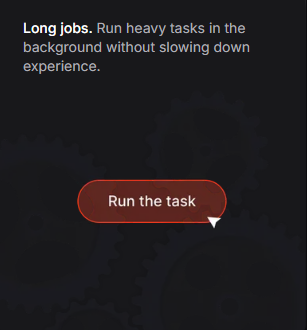 Long jobs. Run heavy tasks in the
background without slowing down
experience.
Run the task